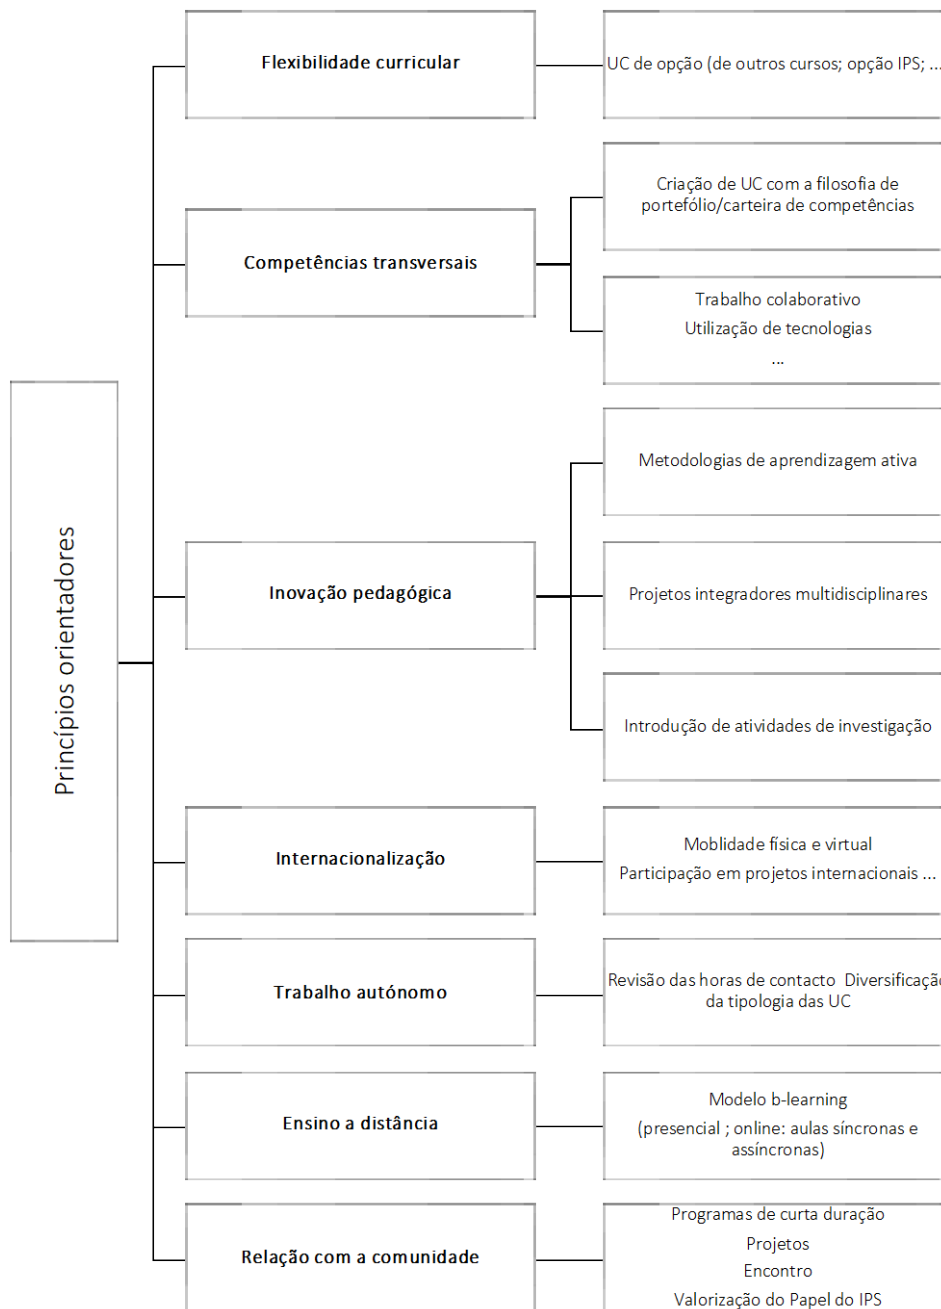 Princípios orientadores
Flexibilidade curricular
UC de opção (de outros cursos; opção IPS; ...
Competências transversais
Criação de UC com a filosofia de
portefólio/carteira de competências
Trabalho colaborativo
Utilização de tecnologias
...
Inovação pedagógica
Metodologias de aprendizagem ativa
Projetos integradores multidisciplinares
Introdução de atividades de investigação
Internacionalização
Moblidade física e virtual
Participação em projetos internacionais ...
Trabalho autónomo
Revisão das horas de contacto Diversificação
da tipologia das UC
Ensino a distância
Modelo b-learning
(presencial ; online: aulas síncronas e
assíncronas)
Relação com a comunidade
Programas de curta duração
Projetos
Encontro
Valorização do Papel do IPS